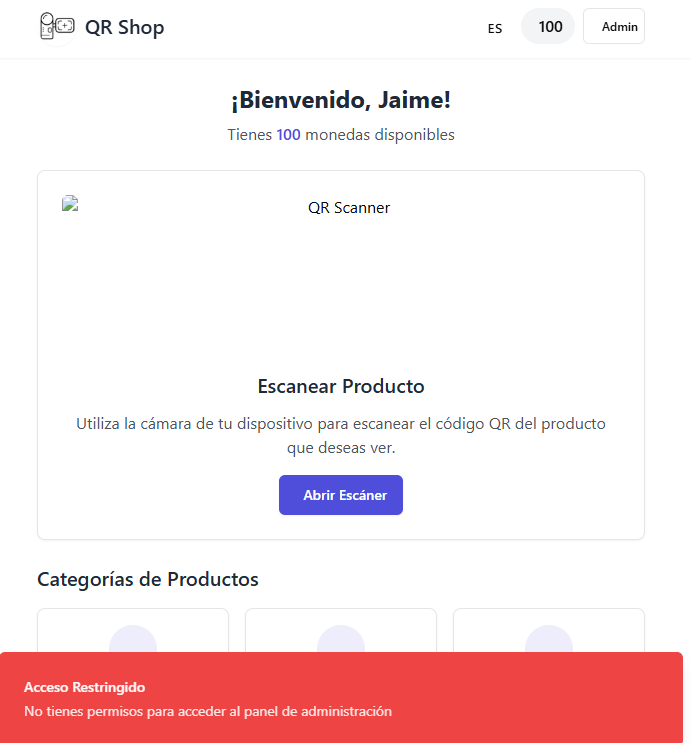 QR Shop
ES
100
Admin
¡Bienvenido, Jaime!
Tienes 100 monedas disponibles
QR Scanner
Escanear Producto
Utiliza la cámara de tu dispositivo para escanear el código QR del producto
que deseas ver.
Abrir Escáner
Categorías de Productos
Acceso Restringido
No tienes permisos para acceder al panel de administración